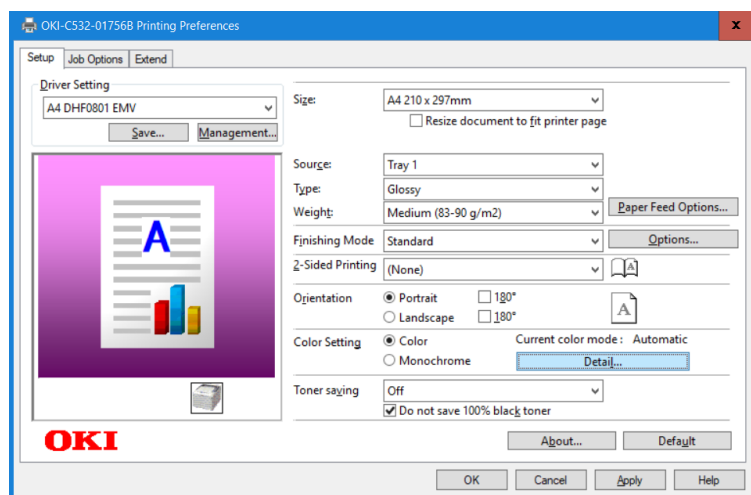 OKI-C532-01756B Printing Preferences
x
Setup Job Options Extend
Driver Setting
A4 DHF0801 EMV
Save... Management...
A
OKI
Size: A4 210 x 297mm
Resize document to fit printer page
Source: Tray 1
Type: Glossy
Weight: Medium (83-90 g/m2) Paper Feed Options...
Finishing Mode Standard Options...
2-Sided Printing (None) A
Orientation Portrait 180°
Landscape 180° A
Color Setting Color Current color mode : Automatic
Monochrome Detail...
Toner saving Off
Do not save 100% black toner
About... Default
OK Cancel Apply Help